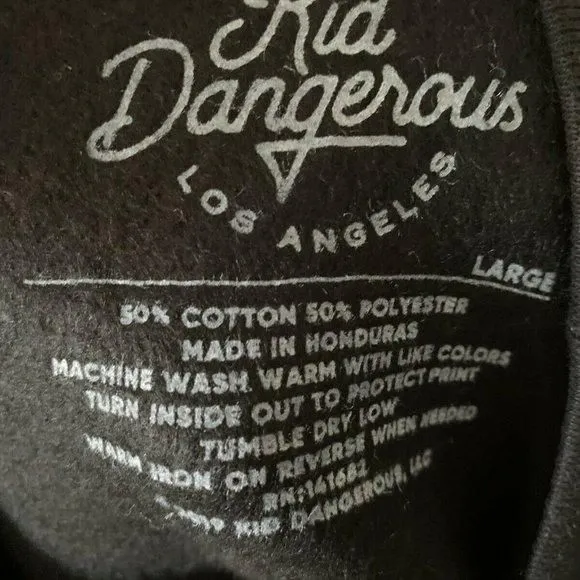 Kid
Dangerous
LOS ANGELES
LARGE
50% COTTON 50% POLYESTER
MADE IN HONDURAS
MACHINE WASH WARM WITH LIKE COLORS
TURN INSIDE OUT TO PROTECT PRINT
TUMBLE DRY LOW
WARM IRON ON REVERSE WHEN NEEDED
RN:141682
KID DANGEROUS, LLC